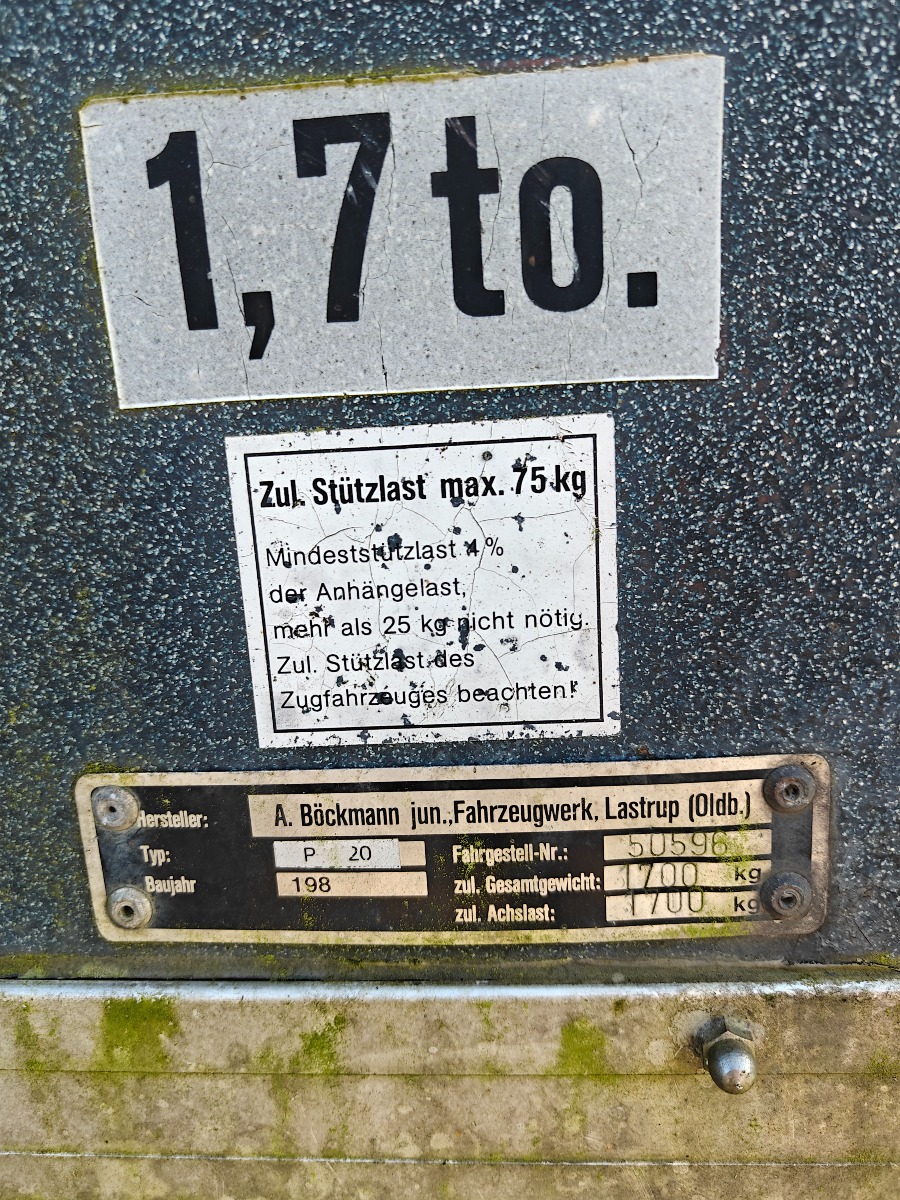 1,7 to.
Zul. Stützlast max. 75 kg
Mindeststützlast 4%
der Anhängelast,
mehr als 25 kg nicht nötig.
Zul. Stützlast des
Zugfahrzeuges beachten!
Hersteller: A. Böckmann jun., Fahrzeugwerk, Lastrup (Oldb.)
Typ: P 20 Fahrgestell-Nr.: 50596
Baujahr 198 zul. Gesamtgewicht: 1700 kg
zul. Achslast: 1700 kg